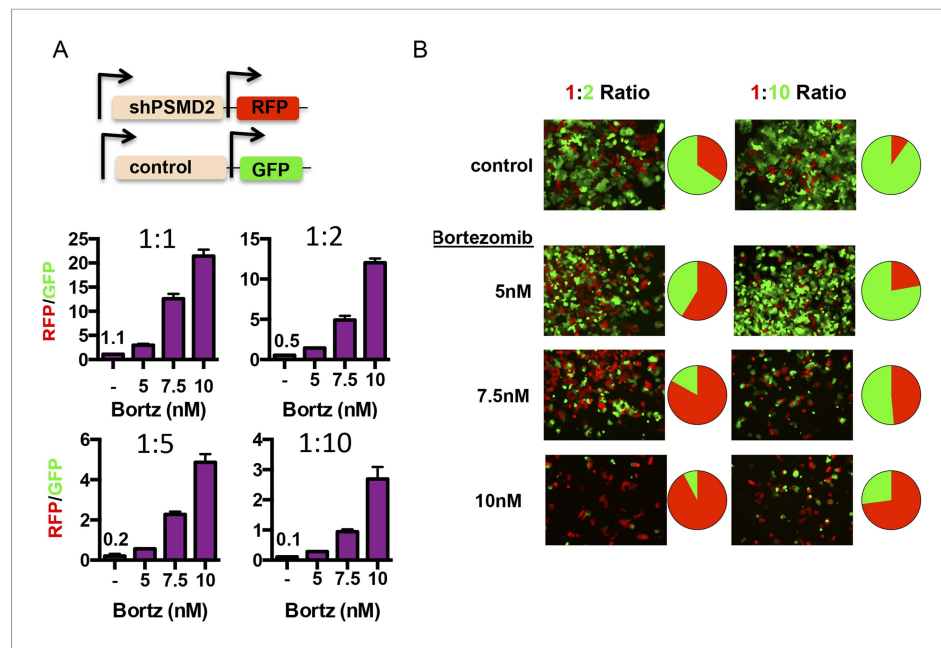 A
shPSMD2
RFP
control
GFP
1:1
RFP/GFP
25
20
15
10
5
0
1.1
- 5 7.5 10
Bortz (nM)
1:2
15
10
5
0
0.5
- 5 7.5 10
Bortz (nM)
1:5
RFP/GFP
6
4
2
0
0.2
- 5 7.5 10
Bortz (nM)
1:10
4
3
2
1
0
0.1
- 5 7.5 10
Bortz (nM)
B
1:2 Ratio
1:10 Ratio
control
Bortezomib
5nM
7.5nM
10nM